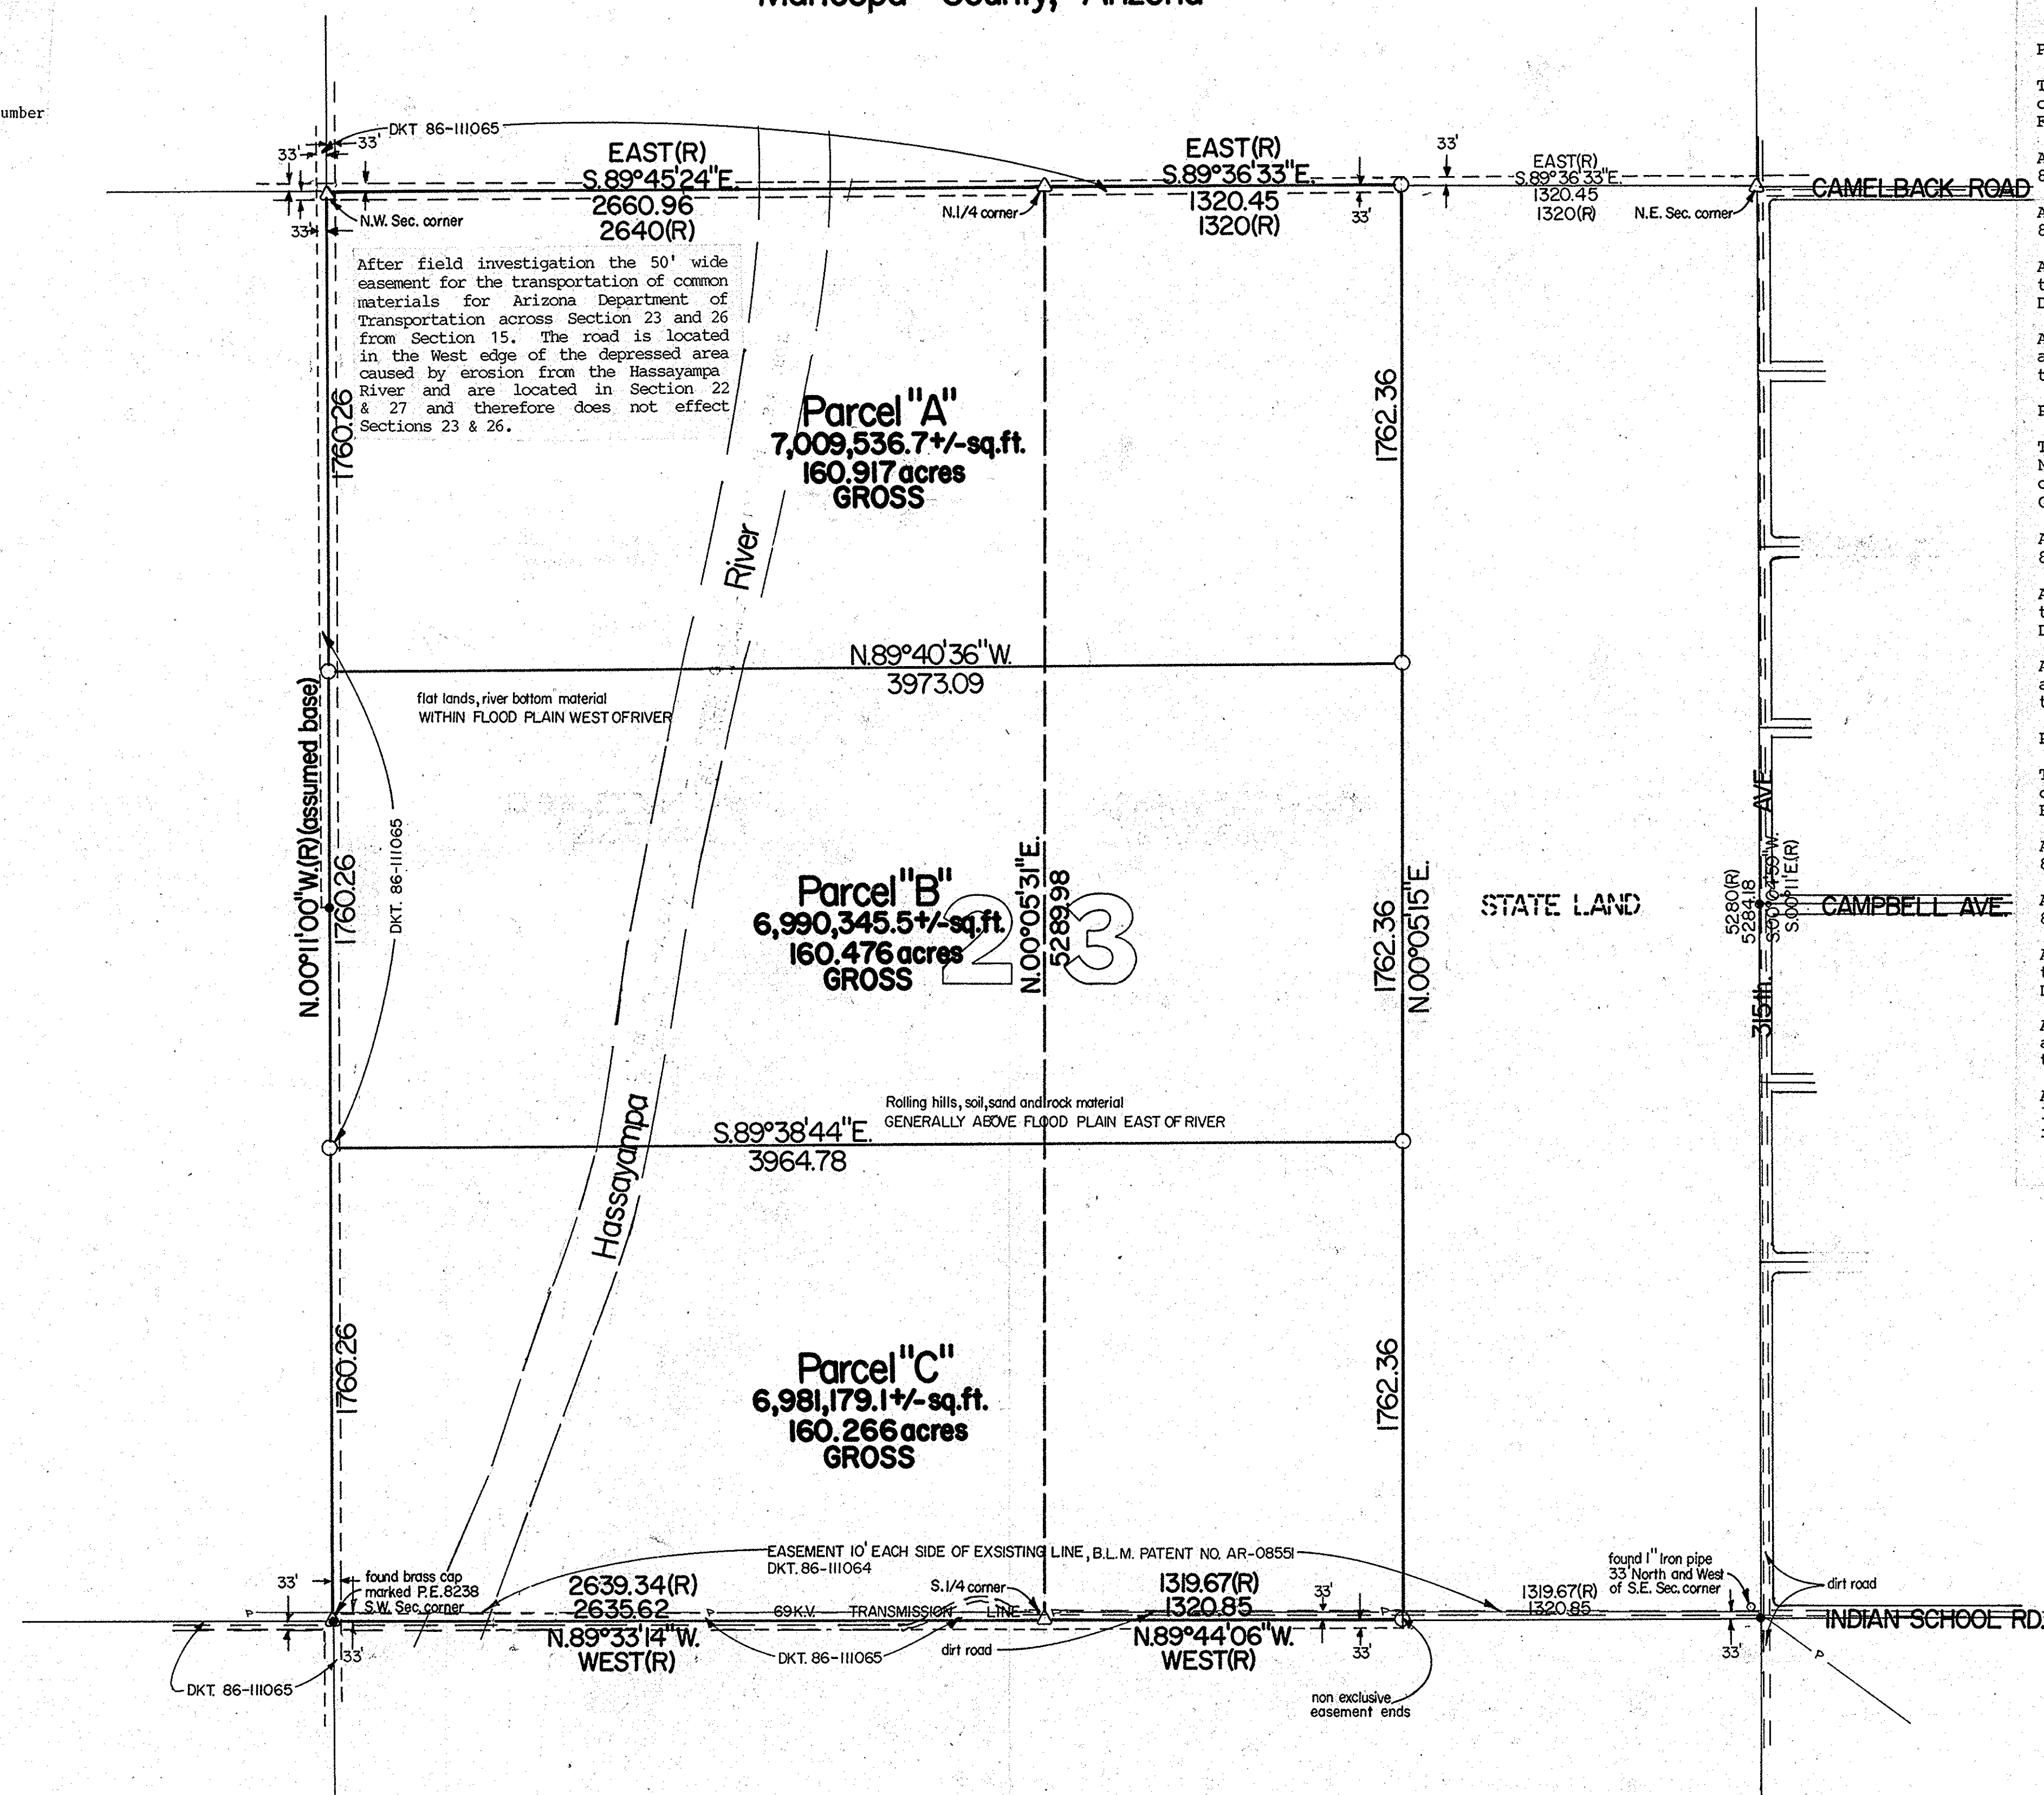 Maricopa County, Arizona
umber
DKT 86-111065
33'
33'
33'
EAST(R)
S.89°45'24"E.
2660.96
2640(R)
N.W. Sec. corner
N.1/4 corner
EAST(R)
S.89°36'33"E.
1320.45
1320(R)
33'
33'
EAST(R)
S.89°36'33"E.
1320.45
1320(R)
N.E. Sec. corner
CAMELBACK ROAD
After field investigation the 50' wide
easement for the transportation of common
materials for Arizona Department of
Transportation across Section 23 and 26
from Section 15. The road is located
in the West edge of the depressed area
caused by erosion from the Hassayampa
River and are located in Section 22
& 27 and therefore does not effect
Sections 23 & 26.
1760.26
Parcel "A"
7,009,536.7+/-sq.ft.
160.917 acres
GROSS
1762.36
River
N.89°40'36"W.
3973.09
flat lands, river bottom material
WITHIN FLOOD PLAIN WEST OF RIVER
N.00°11'00"W.(R)(assumed base)
1760.26
DKT. 86-111065
Parcel "B"
6,990,345.5+/-sq.ft.
160.476 acres
GROSS
23
N.00°05'31"E.
5289.98
1762.36
N.00°05'15"E.
STATE LAND
5280(R)
5284.18
S.00°04'59"W.
S.00°11'E.(R)
315th. AVE
CAMPBELL AVE.
Rolling hills, soil, sand and rock material
GENERALLY ABOVE FLOOD PLAIN EAST OF RIVER
S.89°38'44"E.
3964.78
Hassayampa
1760.26
Parcel "C"
6,981,179.1+/-sq.ft.
160.266 acres
GROSS
1762.36
EASEMENT 10' EACH SIDE OF EXSISTING LINE, B.L.M. PATENT NO. AR-08551
DKT. 86-111064
33'
found brass cap
marked P.E. 8238
S.W. Sec. corner
2639.34(R)
2635.62
69 K.V. TRANSMISSION LINE
N.89°33'14"W.
WEST(R)
S.1/4 corner
1319.67(R)
1320.85
N.89°44'06"W.
WEST(R)
33'
33'
1319.67(R)
1320.85
found 1" Iron pipe
33' North and West
of S.E. Sec. corner
dirt road
INDIAN SCHOOL RD.
33'
P
P
P
P
DKT. 86-111065
33'
DKT. 86-111065
dirt road
non exclusive
easement ends